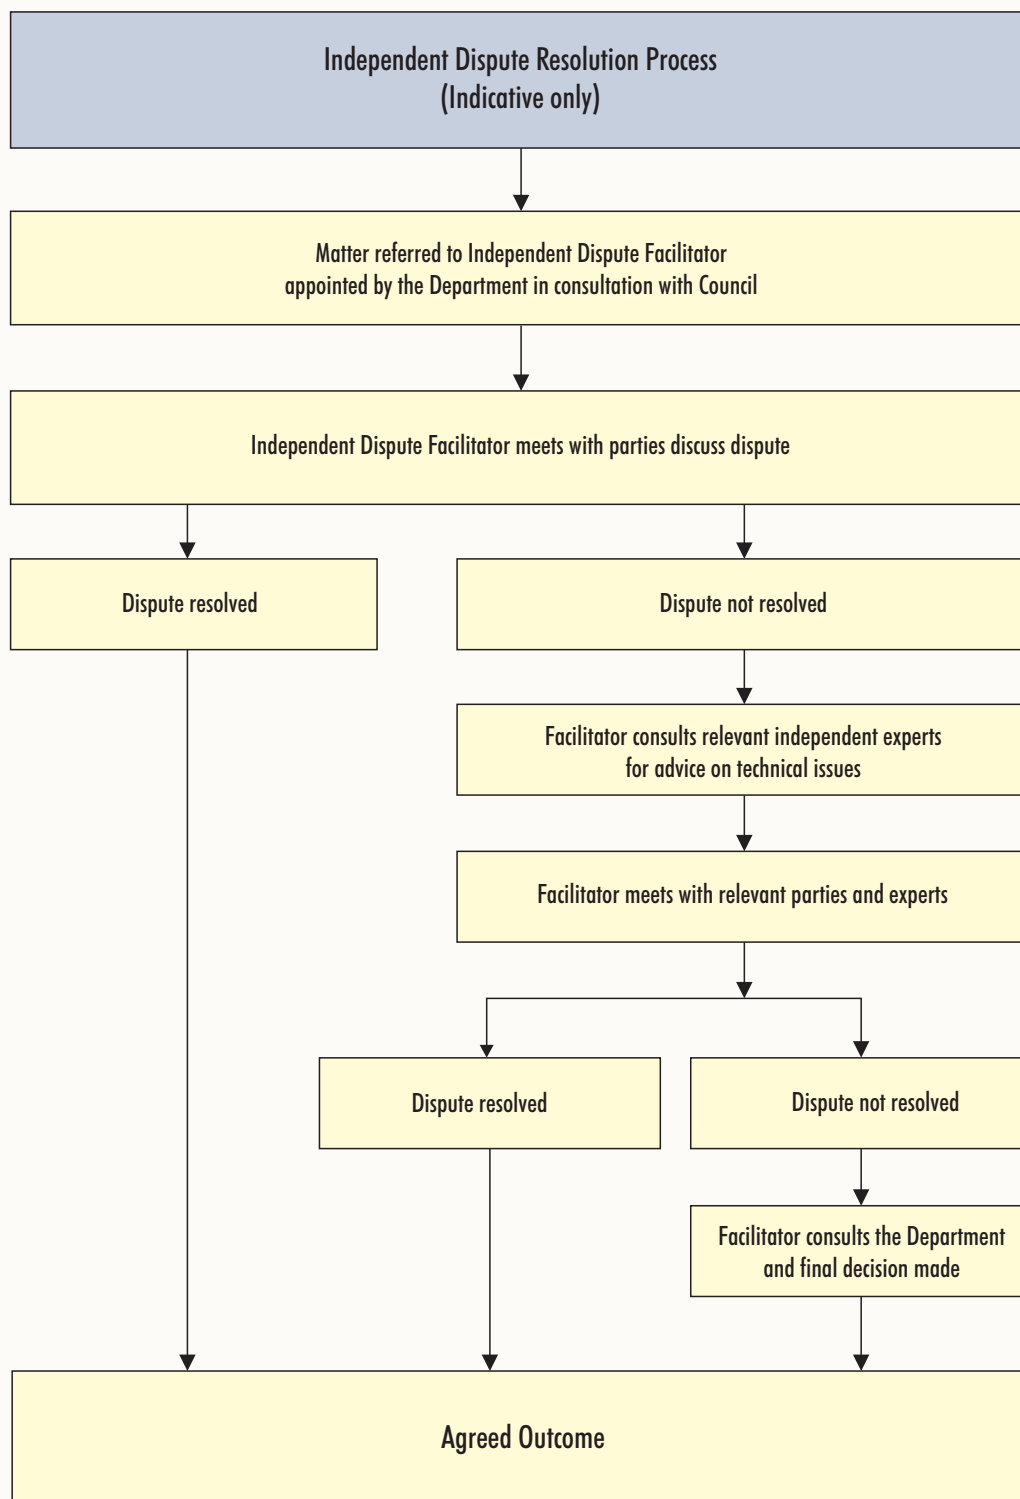 Independent Dispute Resolution Process
(Indicative only)
Matter referred to Independent Dispute Facilitator
appointed by the Department in consultation with Council
Independent Dispute Facilitator meets with parties discuss dispute
Dispute resolved
Dispute not resolved
Facilitator consults relevant independent experts
for advice on technical issues
Facilitator meets with relevant parties and experts
Dispute resolved
Dispute not resolved
Facilitator consults the Department
and final decision made
Agreed Outcome